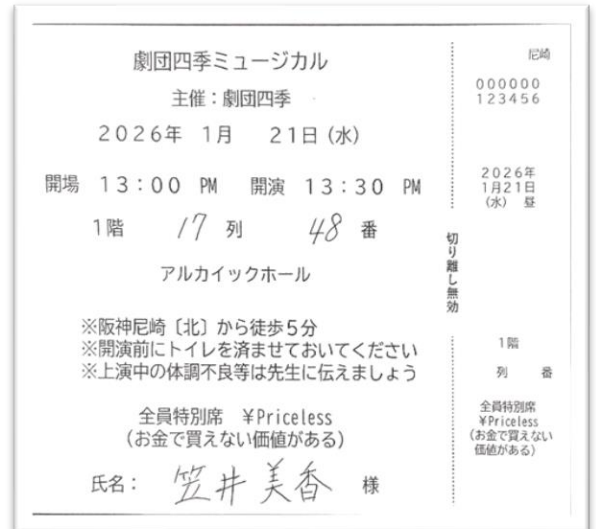 劇団四季ミュージカル
主催：劇団四季
2026年 1月 21日（水）
開場 13:00 PM 開演 13:30 PM
1階 17 列 48 番
アルカイックホール
※阪神尼崎〔北〕から徒歩5分
※開演前にトイレを済ませておいてください
※上演中の体調不良等は先生に伝えましょう
全員特別席 ￥Priceless
（お金で買えない価値がある）
氏名： 笠井美香 様
切り離し無効
尼崎
000000
123456
2026年
1月21日
（水） 昼
1階
列 番
全員特別席
￥Priceless
（お金で買えない
価値がある）